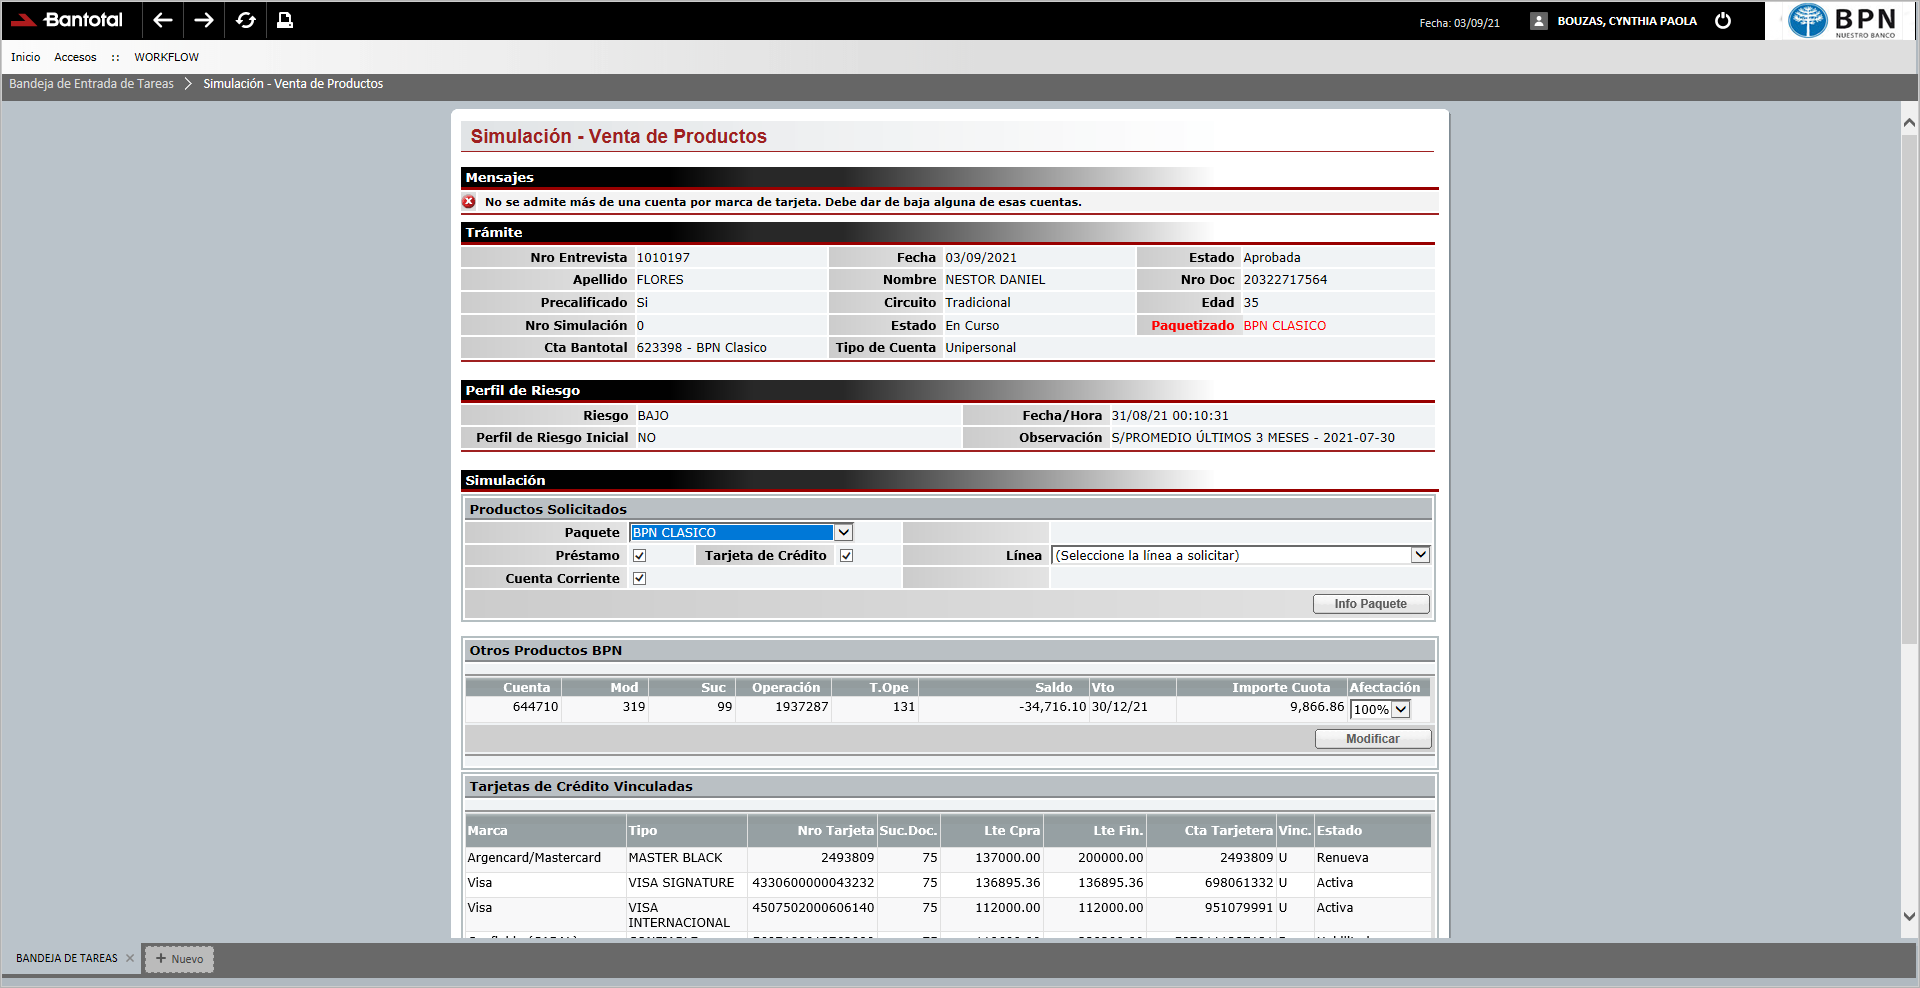 Bantotal
Fecha: 03/09/21
BOUZAS, CYNTHIA PAOLA
BPN
NUESTRO BANCO
Inicio Accesos :: WORKFLOW
Bandeja de Entrada de Tareas > Simulación - Venta de Productos
Simulación - Venta de Productos
Mensajes
No se admite más de una cuenta por marca de tarjeta. Debe dar de baja alguna de esas cuentas.
Trámite
Nro Entrevista 1010197 Fecha 03/09/2021 Estado Aprobada
Apellido FLORES Nombre NESTOR DANIEL Nro Doc 20322717564
Precalificado Si Circuito Tradicional Edad 35
Nro Simulación 0 Estado En Curso Paquetizado BPN CLASICO
Cta Bantotal 623398 - BPN Clasico Tipo de Cuenta Unipersonal
Perfil de Riesgo
Riesgo BAJO Fecha/Hora 31/08/21 00:10:31
Perfil de Riesgo Inicial NO Observación S/PROMEDIO ÚLTIMOS 3 MESES - 2021-07-30
Simulación
Productos Solicitados
Paquete BPN CLASICO
Préstamo Tarjeta de Crédito Línea (Seleccione la línea a solicitar)
Cuenta Corriente
Info Paquete
Otros Productos BPN
Cuenta Mod Suc Operación T.Ope Saldo Vto Importe Cuota Afectación
644710 319 99 1937287 131 -34,716.10 30/12/21 9,866.86 100%
Modificar
Tarjetas de Crédito Vinculadas
Marca Tipo Nro Tarjeta Suc.Doc. Lte Cpra Lte Fin. Cta Tarjetera Vinc. Estado
Argencard/Mastercard MASTER BLACK 2493809 75 137000.00 200000.00 2493809 U Renueva
Visa VISA SIGNATURE 4330600000043232 75 136895.36 136895.36 698061332 U Activa
Visa VISA INTERNACIONAL 4507502000606140 75 112000.00 112000.00 951079991 U Activa
BANDEJA DE TAREAS × + Nuevo